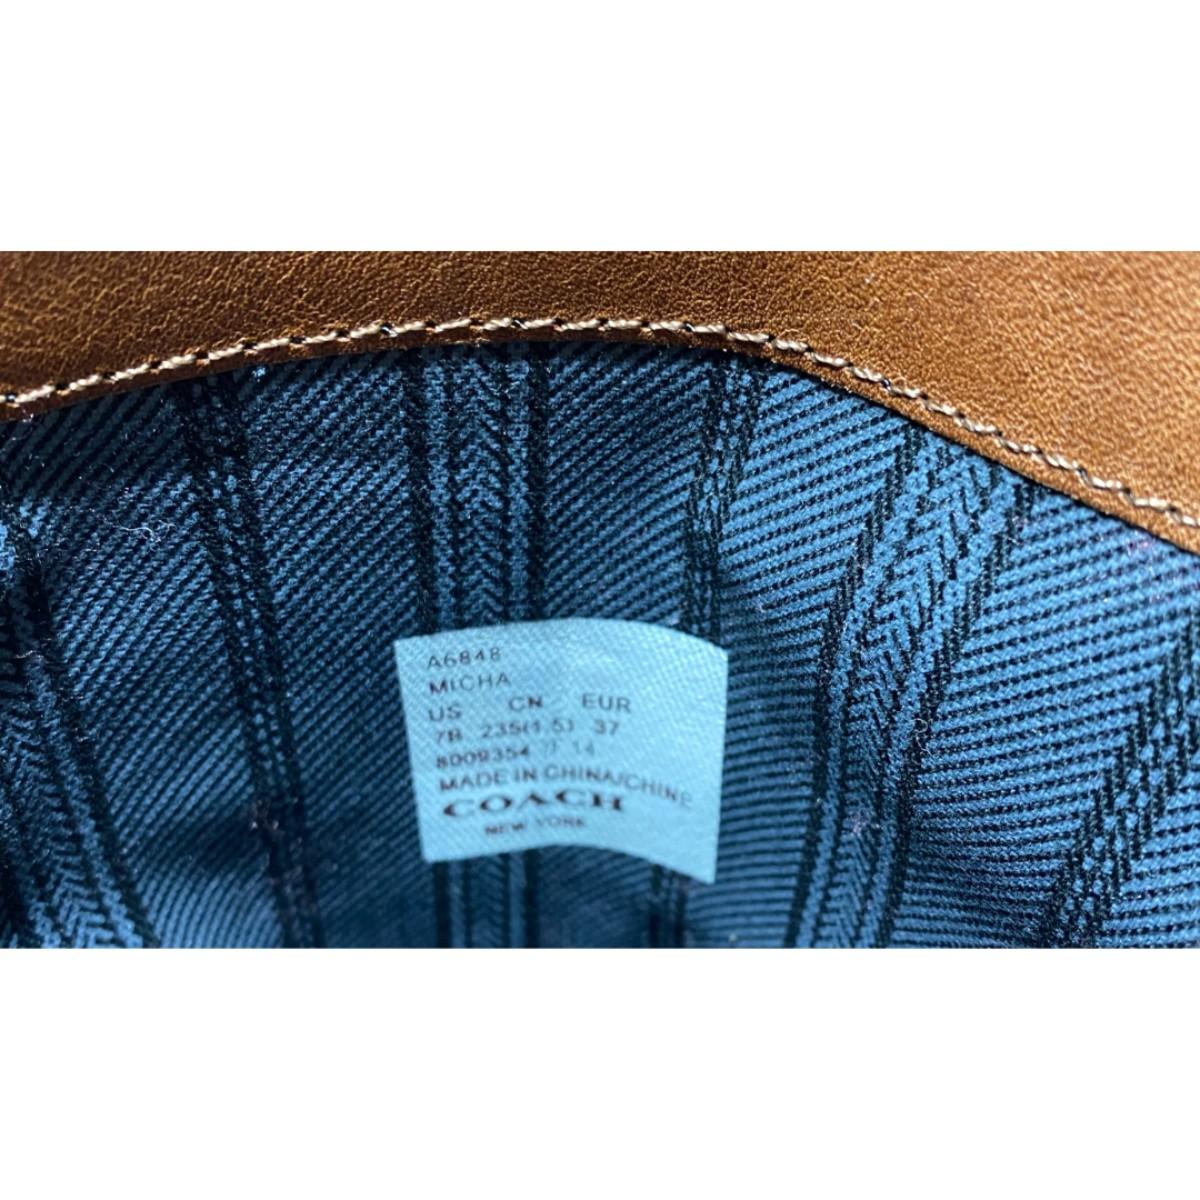 A6848
MICHA
US CN EUR
7B 235(1.5) 37
8009354 14
MADE IN CHINA/CHINE
COACH
NEW YORK